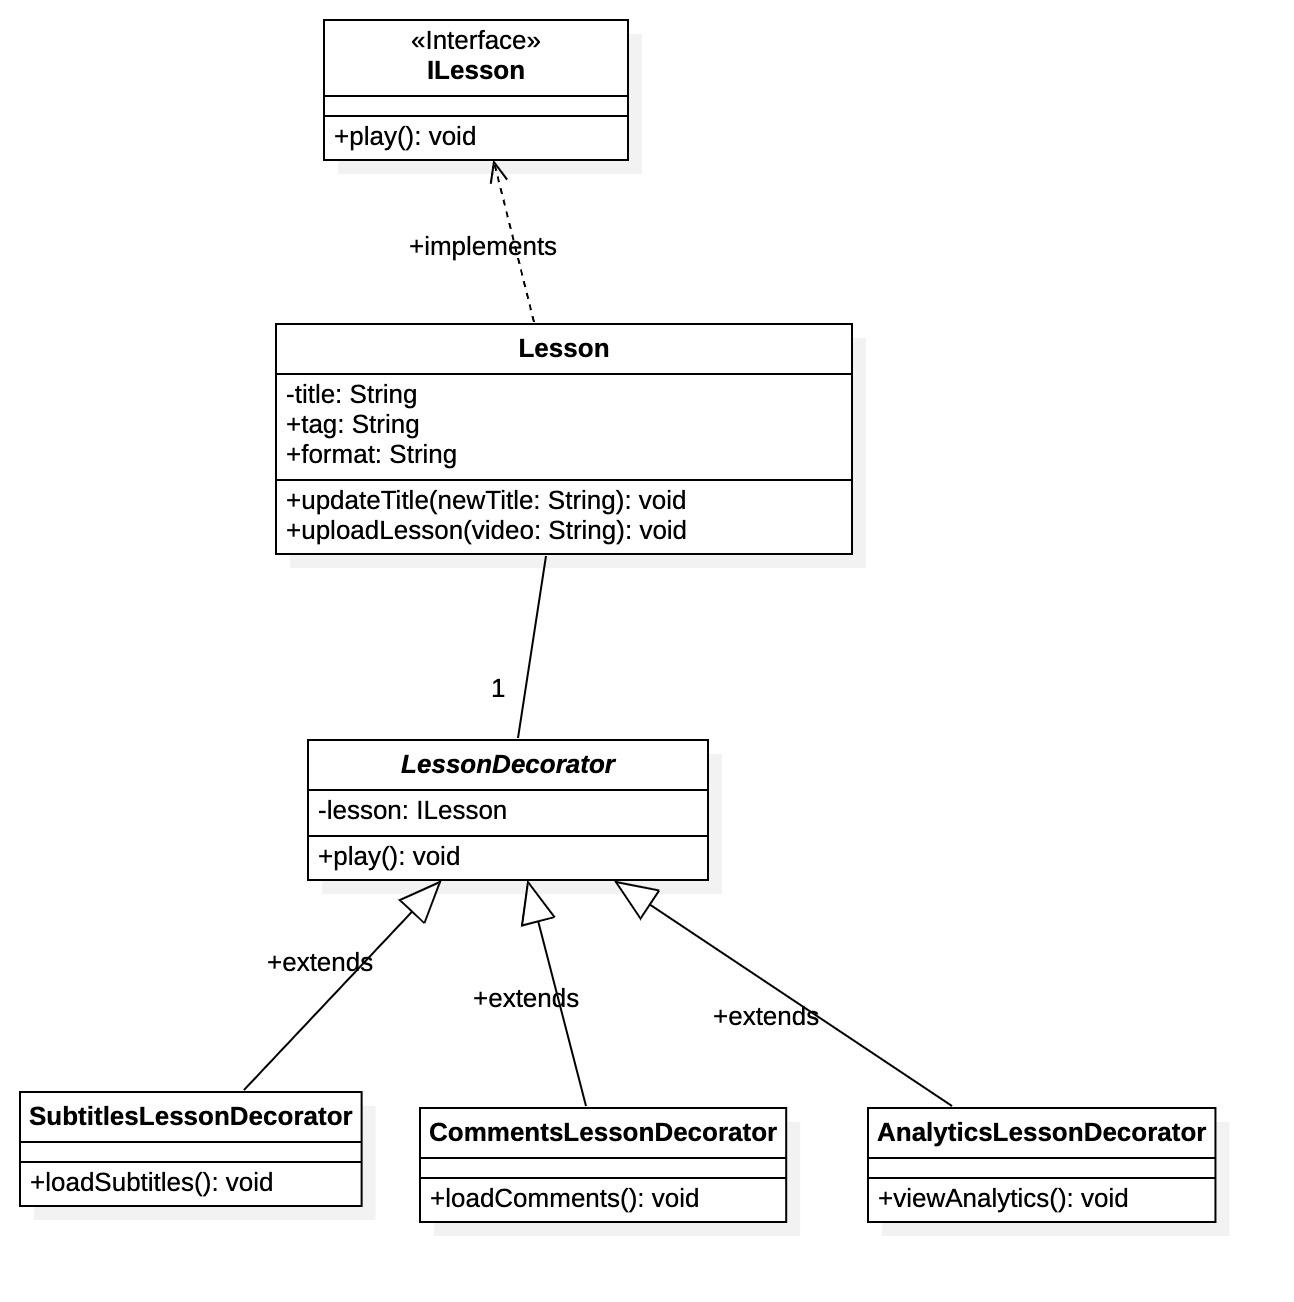 «Interface»
ILesson
+play(): void
+implements
Lesson
-title: String
+tag: String
+format: String
+updateTitle(newTitle: String): void
+uploadLesson(video: String): void
1
LessonDecorator
-lesson: ILesson
+play(): void
+extends
+extends
+extends
SubtitlesLessonDecorator
+loadSubtitles(): void
CommentsLessonDecorator
+loadComments(): void
AnalyticsLessonDecorator
+viewAnalytics(): void